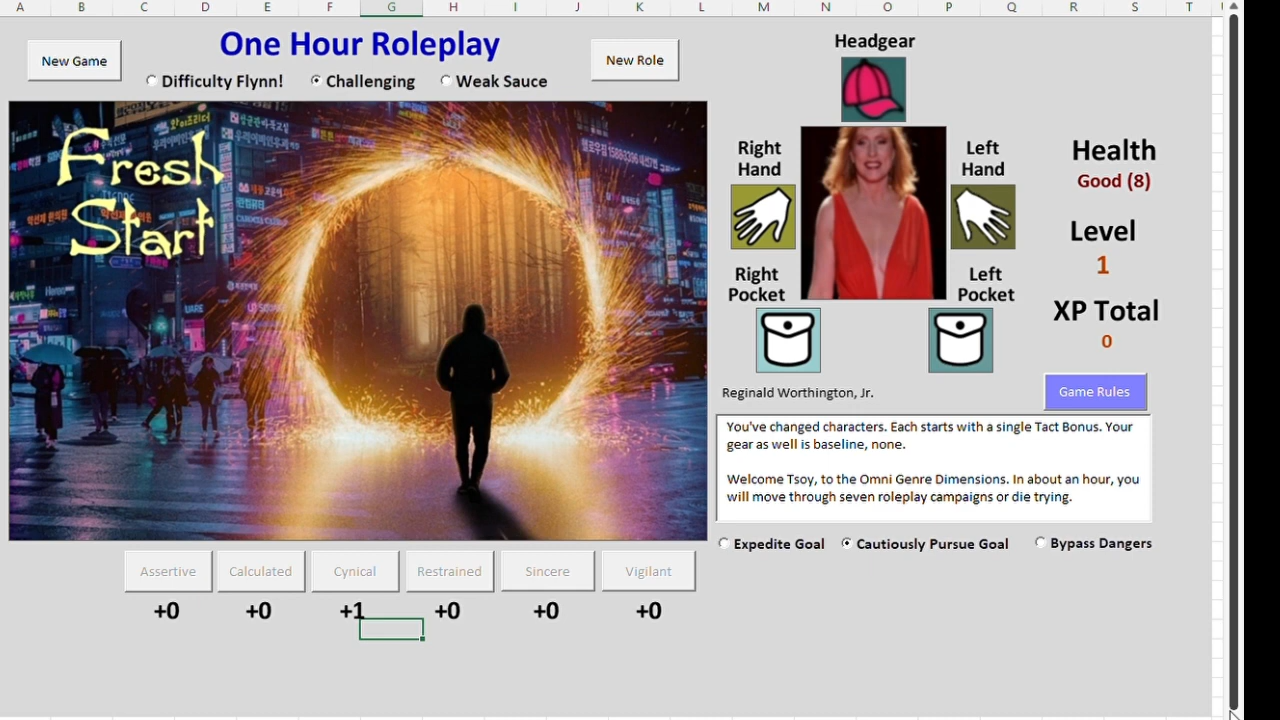 A B C D E F G H I J K L M N O P Q R S T
One Hour Roleplay
New Game
New Role
Difficulty Flynn!
Challenging
Weak Sauce
Fresh
Start
Headgear
Right
Hand
Left
Hand
Right
Pocket
Left
Pocket
Health
Good (8)
Level
1
XP Total
0
Reginald Worthington, Jr.
Game Rules
You've changed characters. Each starts with a single Tact Bonus. Your
gear as well is baseline, none.
Welcome Tsoy, to the Omni Genre Dimensions. In about an hour, you
will move through seven roleplay campaigns or die trying.
Expedite Goal
Cautiously Pursue Goal
Bypass Dangers
Assertive
Calculated
Cynical
Restrained
Sincere
Vigilant
+0
+0
+1
+0
+0
+0